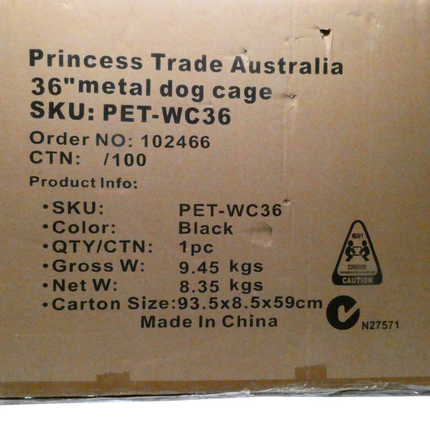 Princess Trade Australia
36"metal dog cage
SKU: PET-WC36
Order NO: 102466
CTN: /100
Product Info:
•SKU: PET-WC36
•Color: Black
•QTY/CTN: 1pc
•Gross W: 9.45 kgs
•Net W: 8.35 kgs
•Carton Size:93.5x8.5x59cm
Made In China
HEAVY
CAUTION
N27571